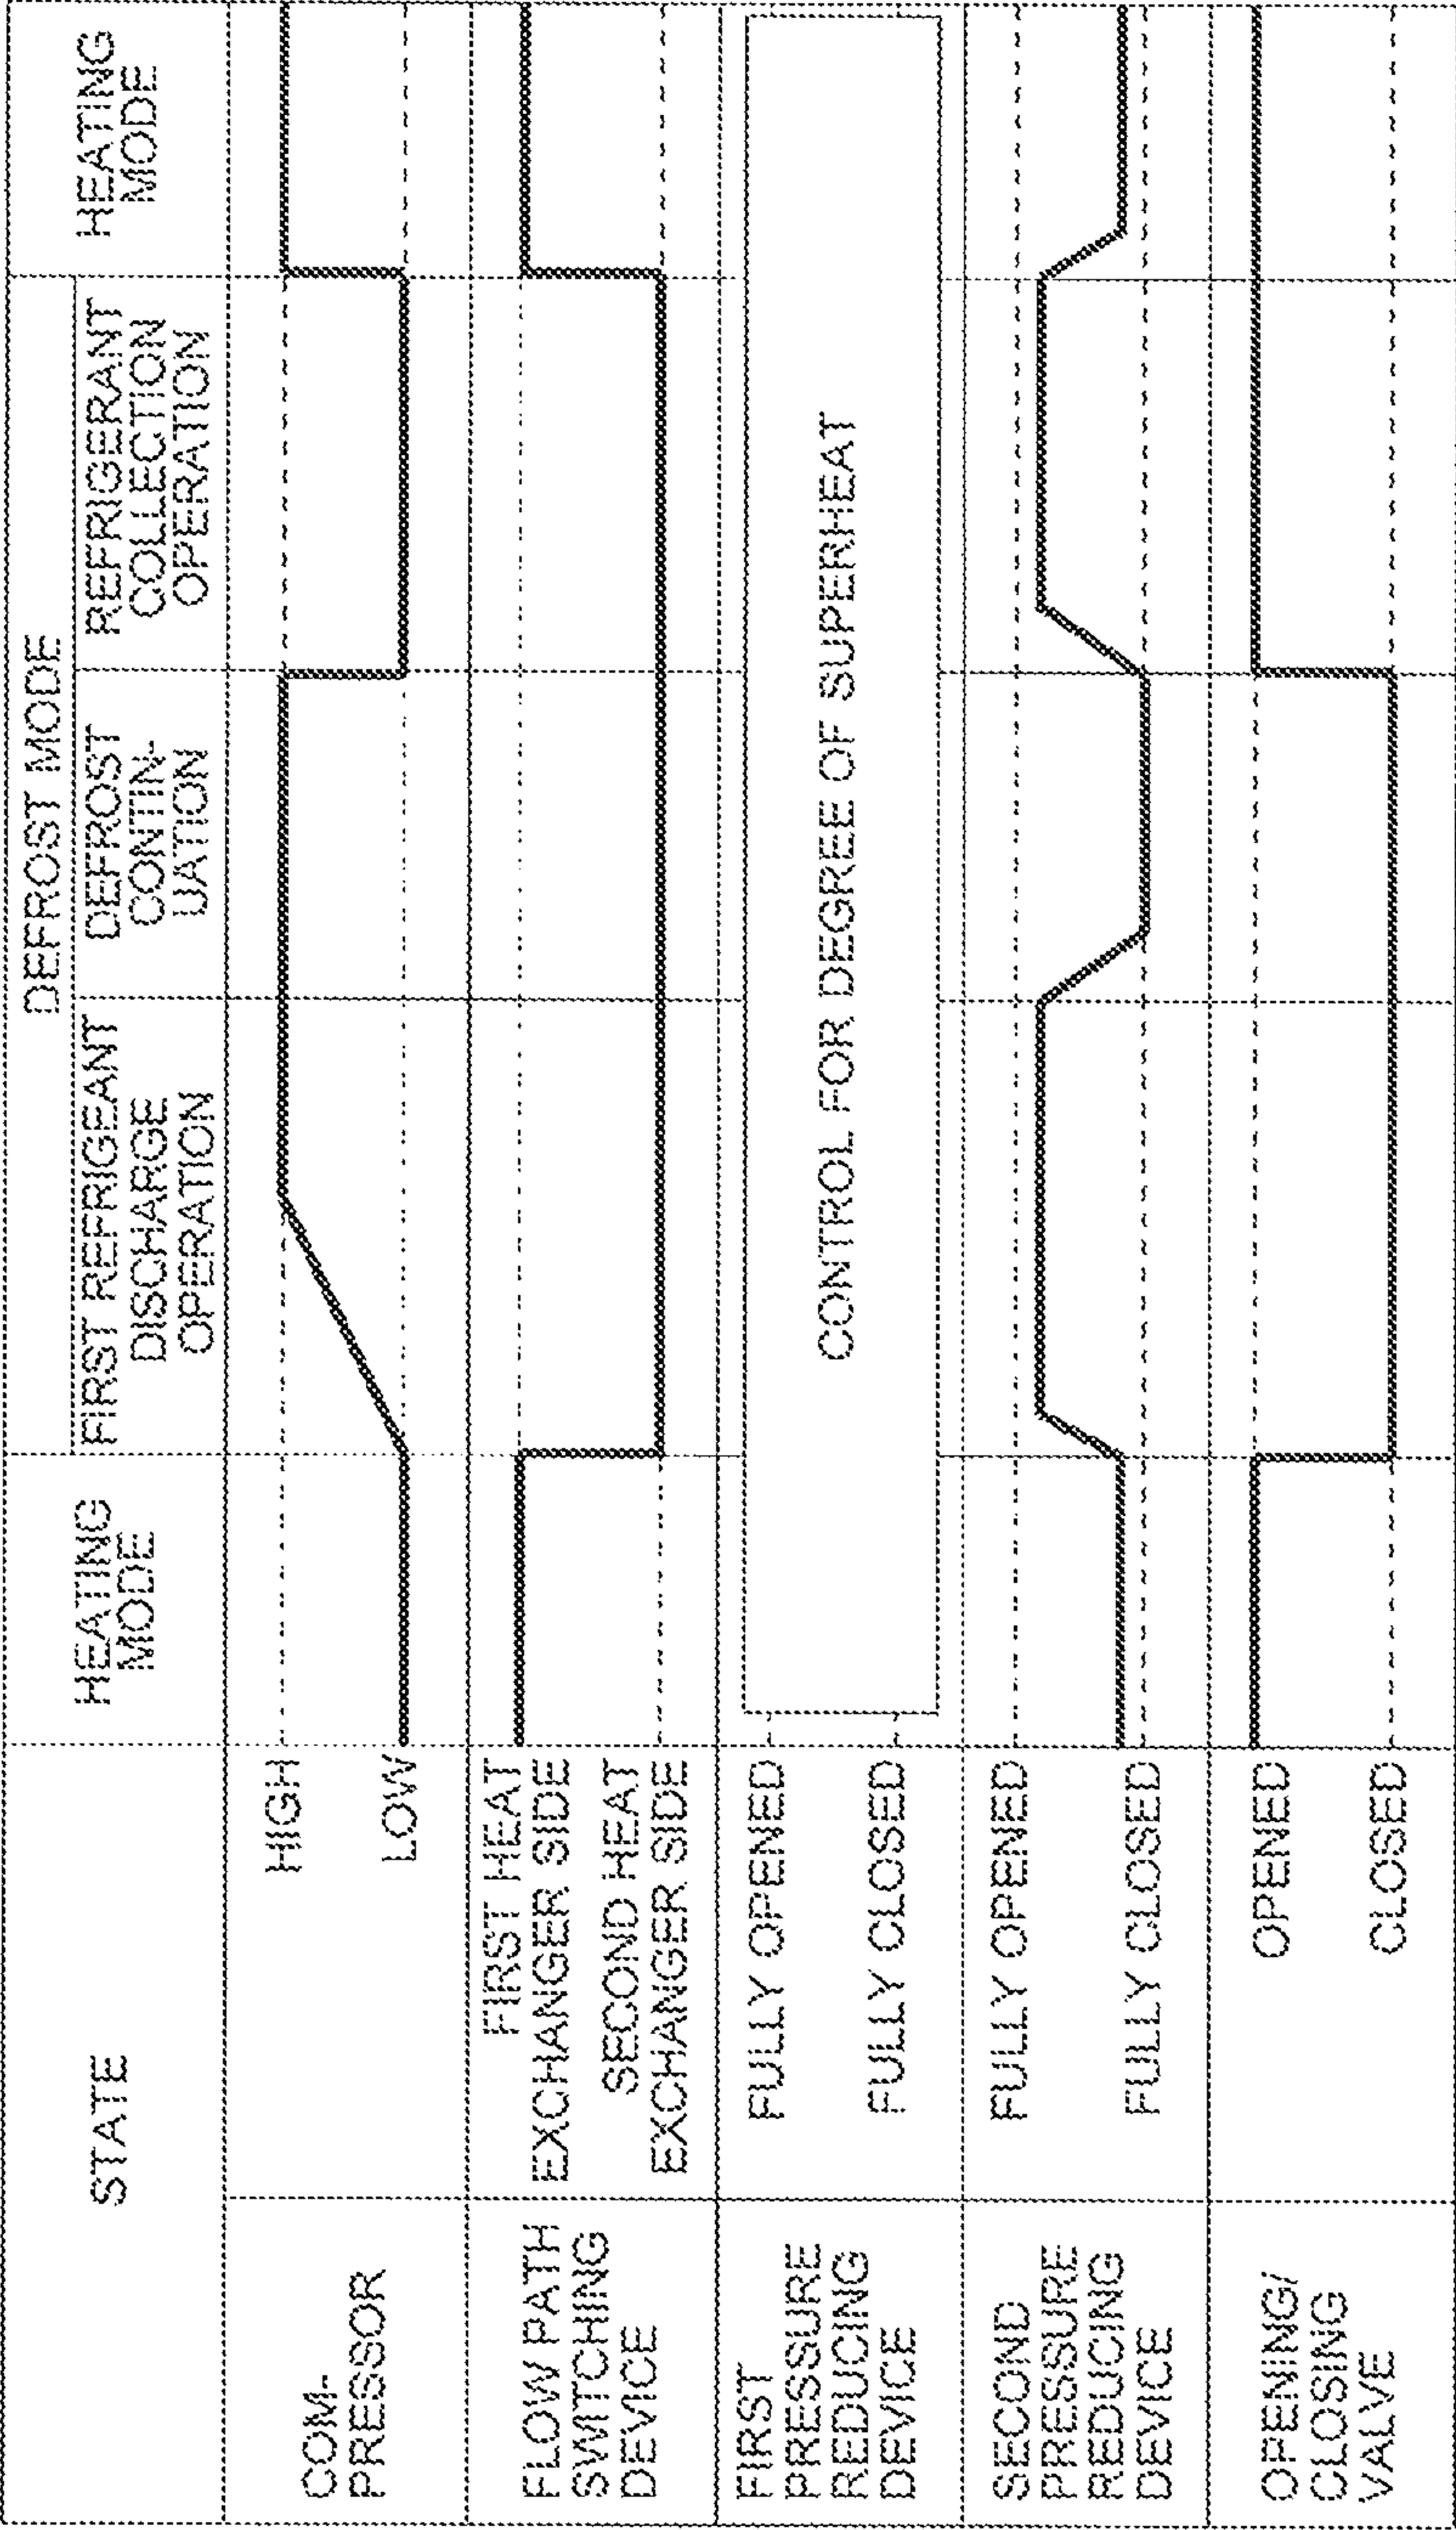 STATE
HEATING
MODE
DEFROST MODE
FIRST REFRIGEANT
DISCHARGE
OPERATION
DEFROST
CONTIN-
UATION
REFRIGERANT
COLLECTION
OPERATION
HEATING
MODE
COM-
PRESSOR
HIGH
LOW
FLOW PATH
SWITCHING
DEVICE
FIRST HEAT
EXCHANGER SIDE
SECOND HEAT
EXCHANGER SIDE
FIRST
PRESSURE
REDUCING
DEVICE
FULLY OPENED
FULLY CLOSED
CONTROL FOR DEGREE OF SUPERHEAT
SECOND
PRESSURE
REDUCING
DEVICE
FULLY OPENED
FULLY CLOSED
OPENING/
CLOSING
VALVE
OPENED
CLOSED